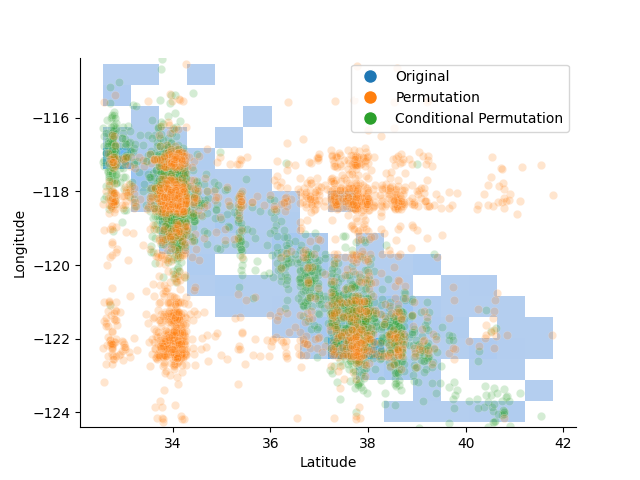 Original
Permutation
Conditional Permutation
−116
−118
−120
−122
−124
Longitude
34
36
38
40
42
Latitude